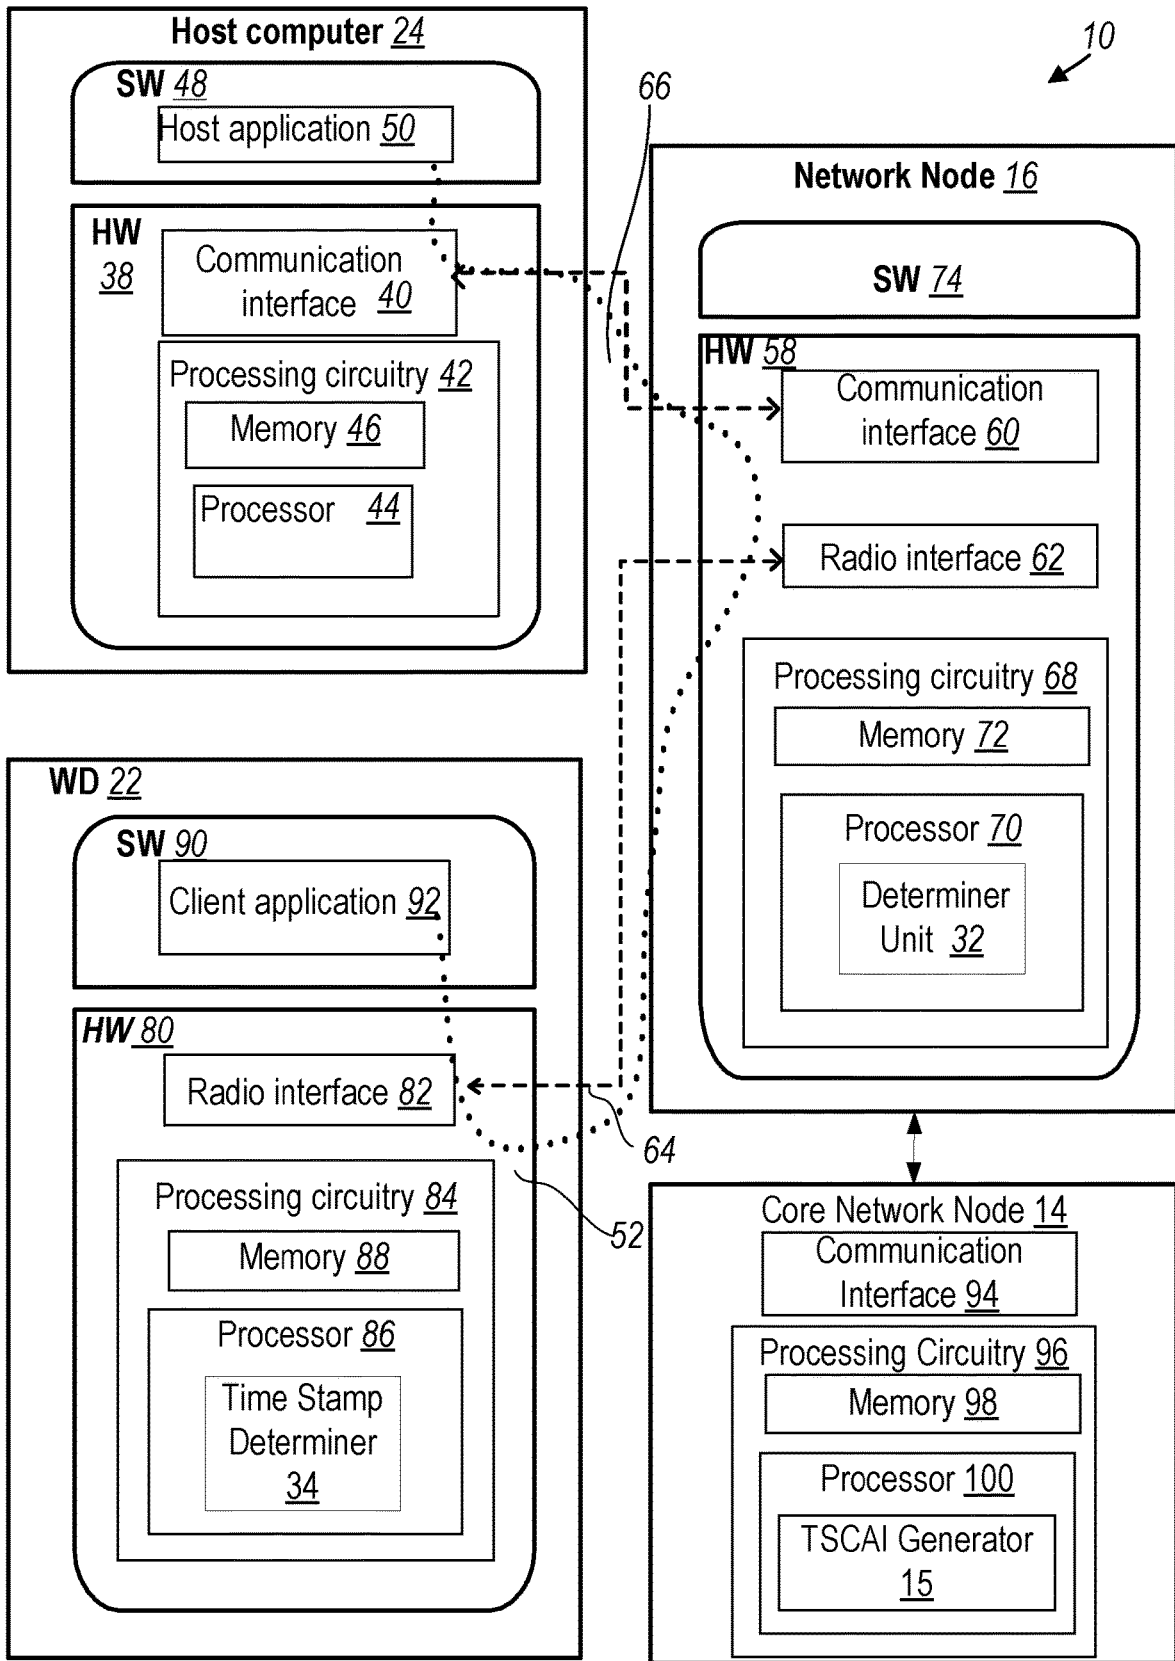 Host computer 24
SW 48
Host application 50
HW
38
Communication
interface 40
Processing circuitry 42
Memory 46
Processor 44
10
66
Network Node 16
SW 74
HW 58
Communication
interface 60
Radio interface 62
Processing circuitry 68
Memory 72
Processor 70
Determiner
Unit 32
WD 22
SW 90
Client application 92
HW 80
Radio interface 82
Processing circuitry 84
Memory 88
Processor 86
Time Stamp
Determiner
34
64
52
Core Network Node 14
Communication
Interface 94
Processing Circuitry 96
Memory 98
Processor 100
TSCAI Generator
15